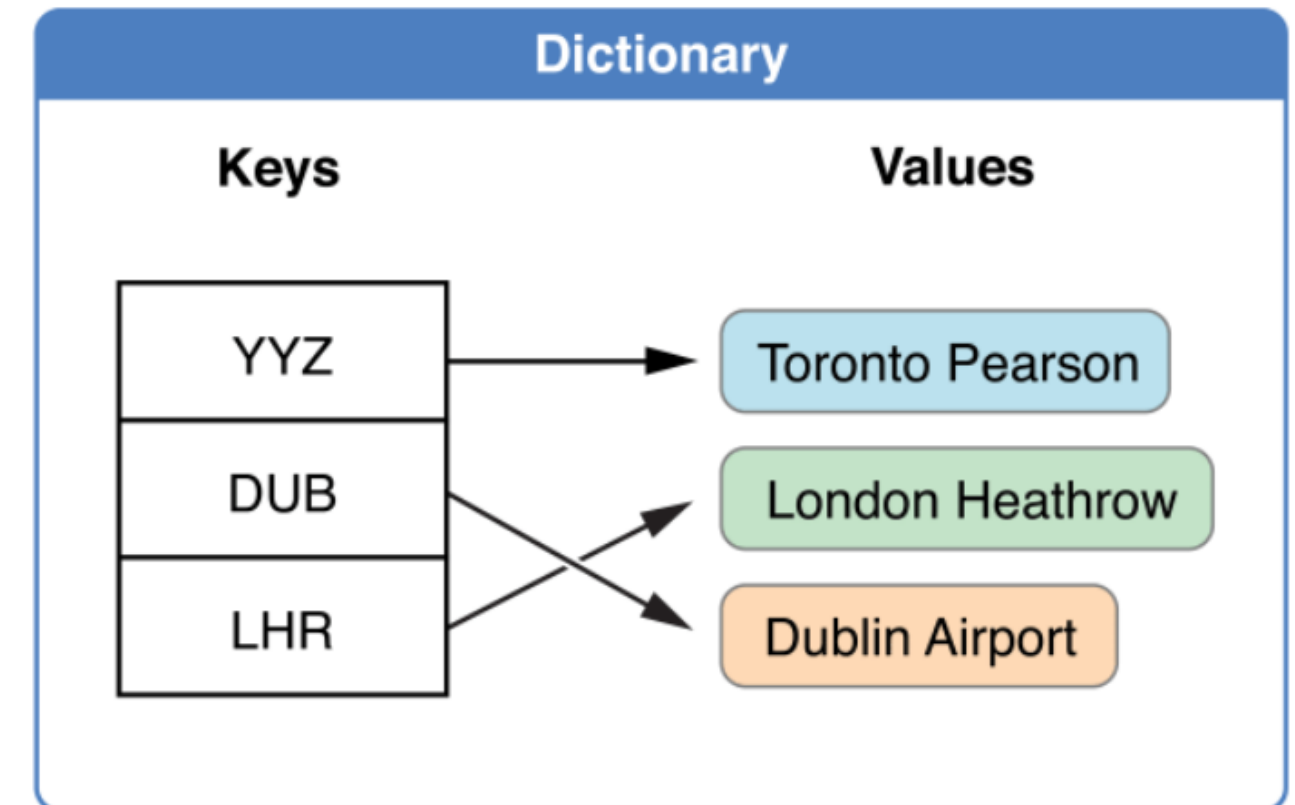 Dictionary
Keys
Values
YYZ
Toronto Pearson
DUB
London Heathrow
LHR
Dublin Airport